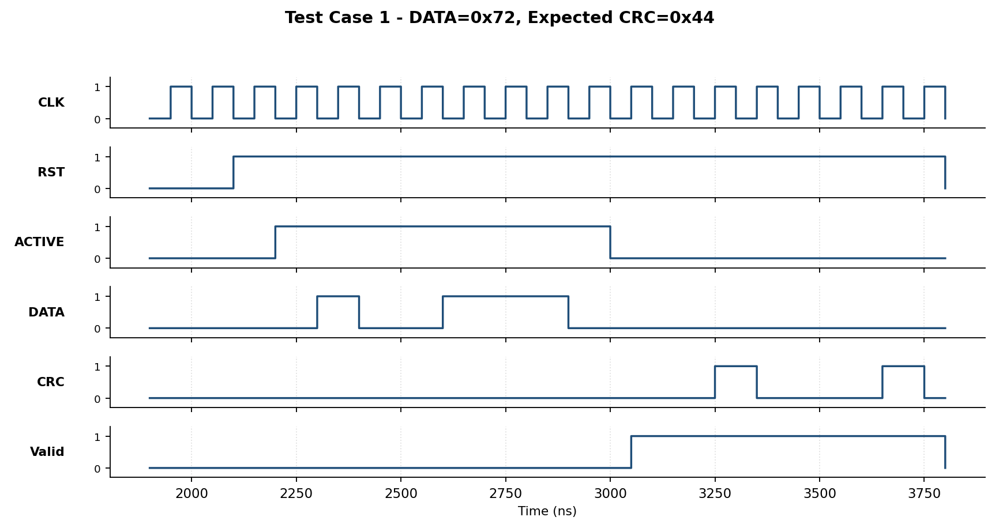 Test Case 1 - DATA=0x72, Expected CRC=0x44
CLK
1
0
RST
1
0
ACTIVE
1
0
DATA
1
0
CRC
1
0
Valid
1
0
2000 2250 2500 2750 3000 3250 3500 3750
Time (ns)